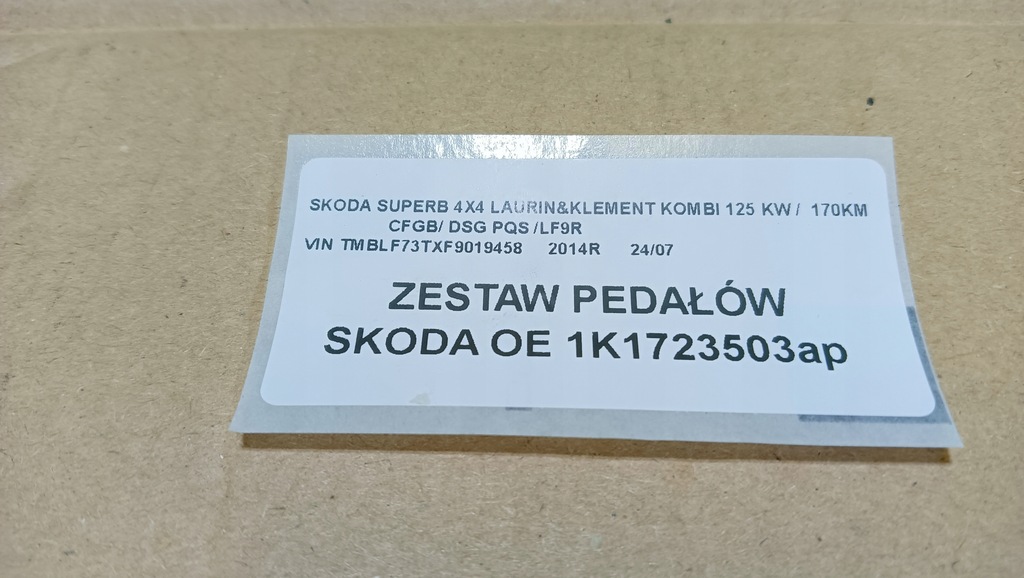 SKODA SUPERB 4X4 LAURIN&KLEMENT KOMBI 125 KW / 170KM
CFGB/ DSG PQS /LF9R
VIN TMBLF73TXF9019458 2014R 24/07
ZESTAW PEDAŁÓW
SKODA OE 1K1723503ap